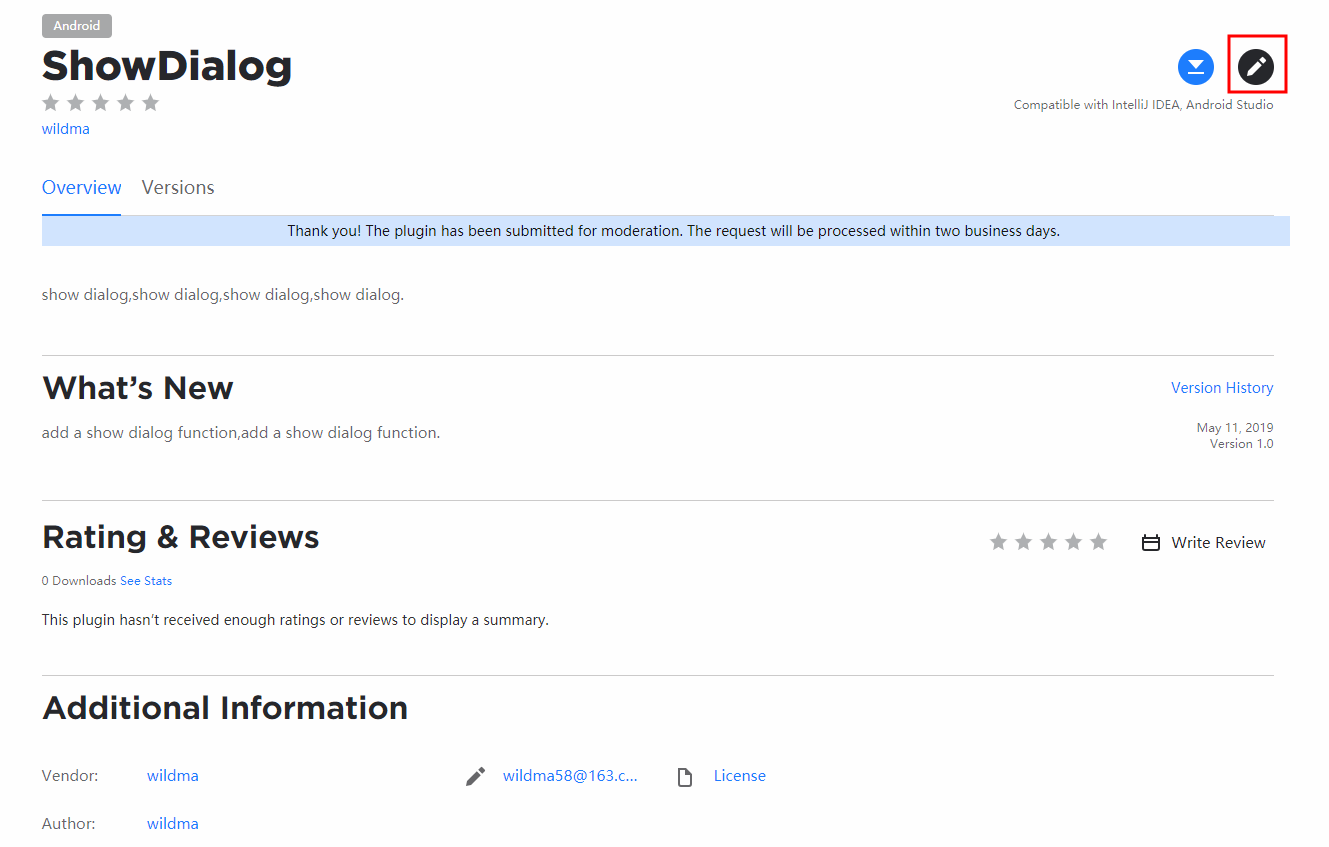 Android
ShowDialog
Compatible with IntelliJ IDEA, Android Studio
wildma
Overview Versions
Thank you! The plugin has been submitted for moderation. The request will be processed within two business days.
show dialog,show dialog,show dialog,show dialog.
What’s New Version History
add a show dialog function,add a show dialog function.
May 11, 2019
Version 1.0
Rating & Reviews Write Review
0 Downloads See Stats
This plugin hasn’t received enough ratings or reviews to display a summary.
Additional Information
Vendor: wildma wildma58@163.c... License
Author: wildma